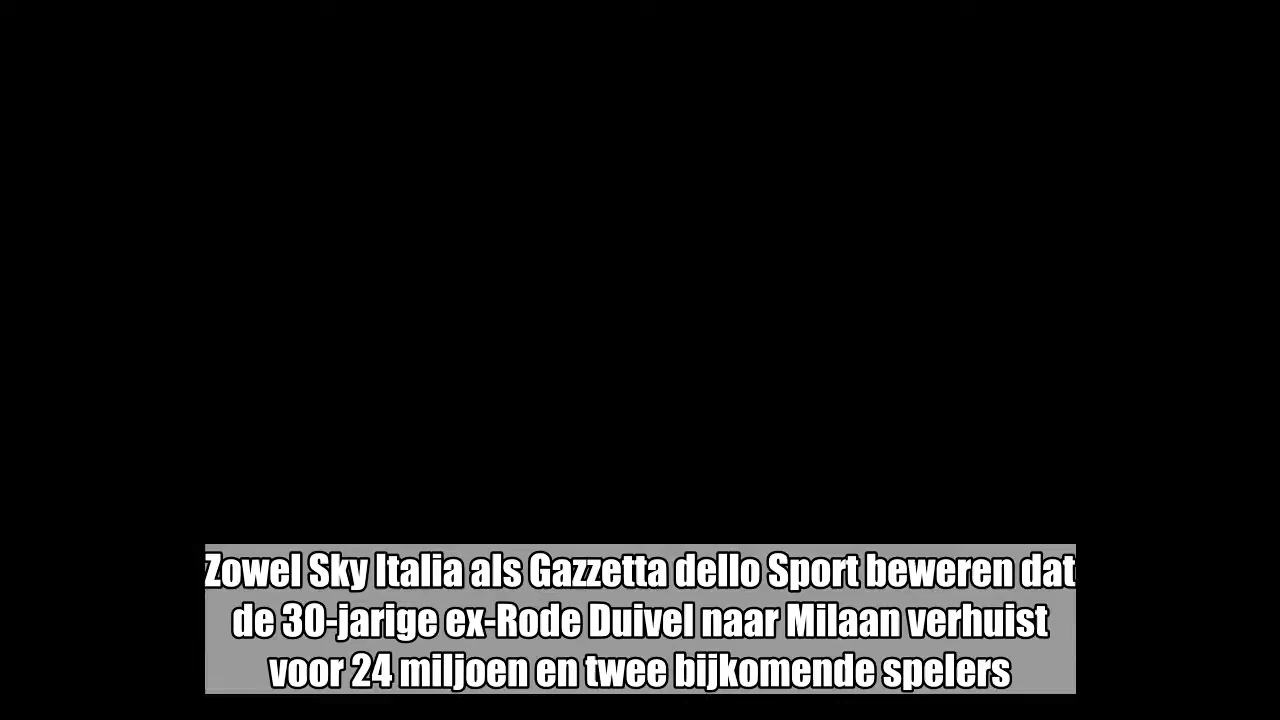 Zowel Sky Italia als Gazzetta dello Sport beweren dat
de 30-jarige ex-Rode Duivel naar Milaan verhuist
voor 24 miljoen en twee bijkomende spelers